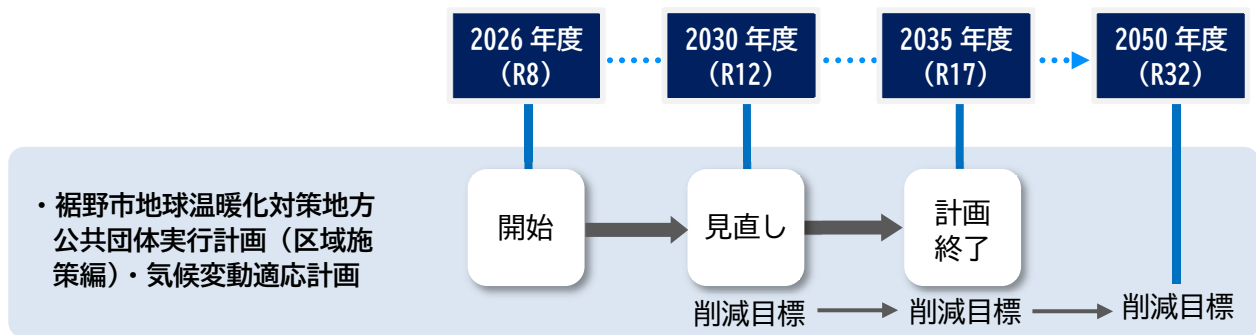 2026 年度
（R8）
2030 年度
（R12）
2035 年度
（R17）
2050 年度
（R32）
・裾野市地球温暖化対策地方
公共団体実行計画（区域施
策編）・気候変動適応計画
開始
見直し
計画
終了
削減目標
削減目標
削減目標